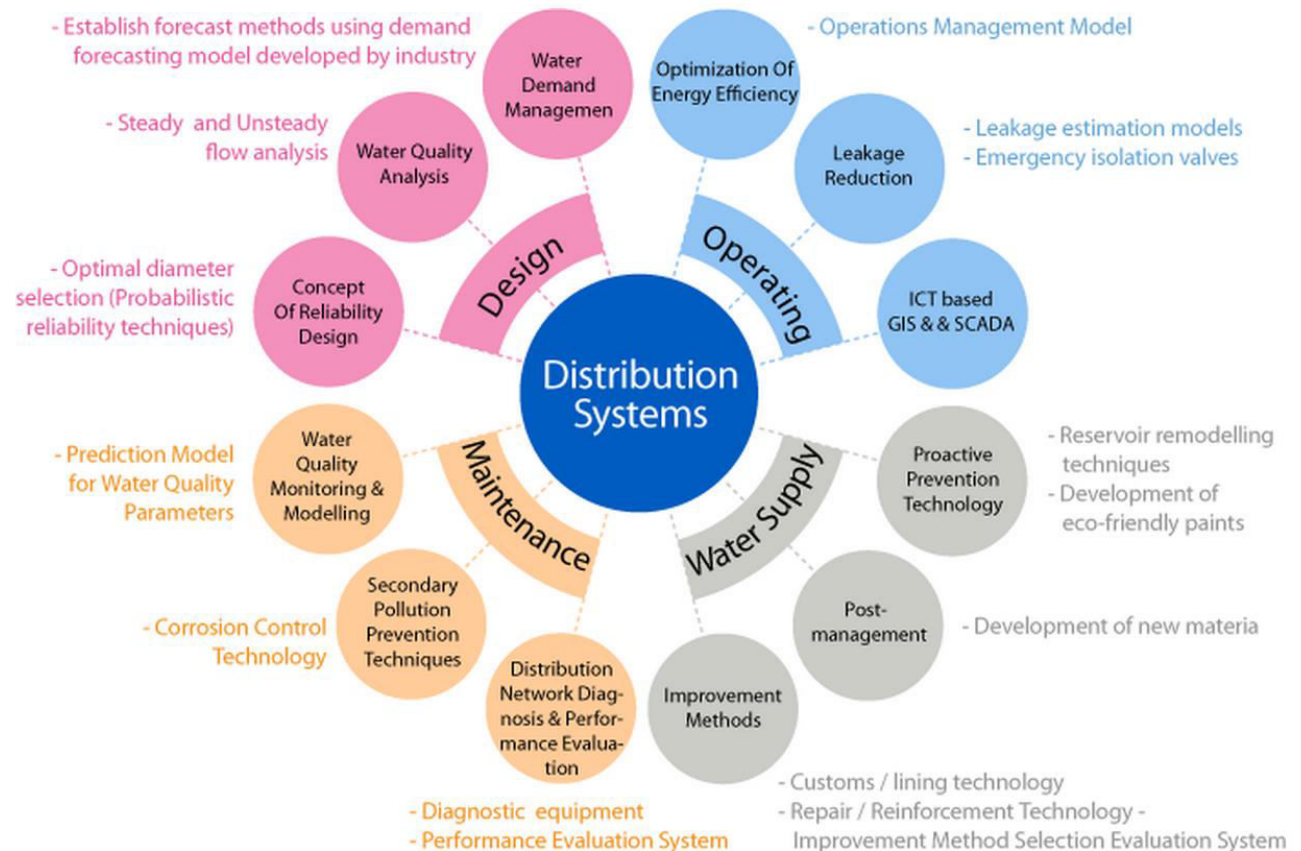 - Establish forecast methods using demand
forecasting model developed by industry
Water
Demand
Managemen
Optimization Of
Energy Efficiency
- Operations Management Model
- Steady and Unsteady
flow analysis
Water Quality
Analysis
Leakage
Reduction
- Leakage estimation models
- Emergency isolation valves
Design
Operating
- Optimal diameter
selection (Probabilistic
reliability techniques)
Concept
Of Reliability
Design
ICT based
GIS & & SCADA
Distribution
Systems
- Prediction Model
for Water Quality
Parameters
Water
Quality
Monitoring &
Modelling
Maintenance
Water Supply
Proactive
Prevention
Technology
- Reservoir remodelling
techniques
- Development of
eco-friendly paints
- Corrosion Control
Technology
Secondary
Pollution
Prevention
Techniques
Post-
management
- Development of new materia
Distribution
Network Diag-
nosis & Perfor-
mance Evalua-
tion
Improvement
Methods
- Diagnostic equipment
- Performance Evaluation System
- Customs / lining technology
- Repair / Reinforcement Technology -
Improvement Method Selection Evaluation System